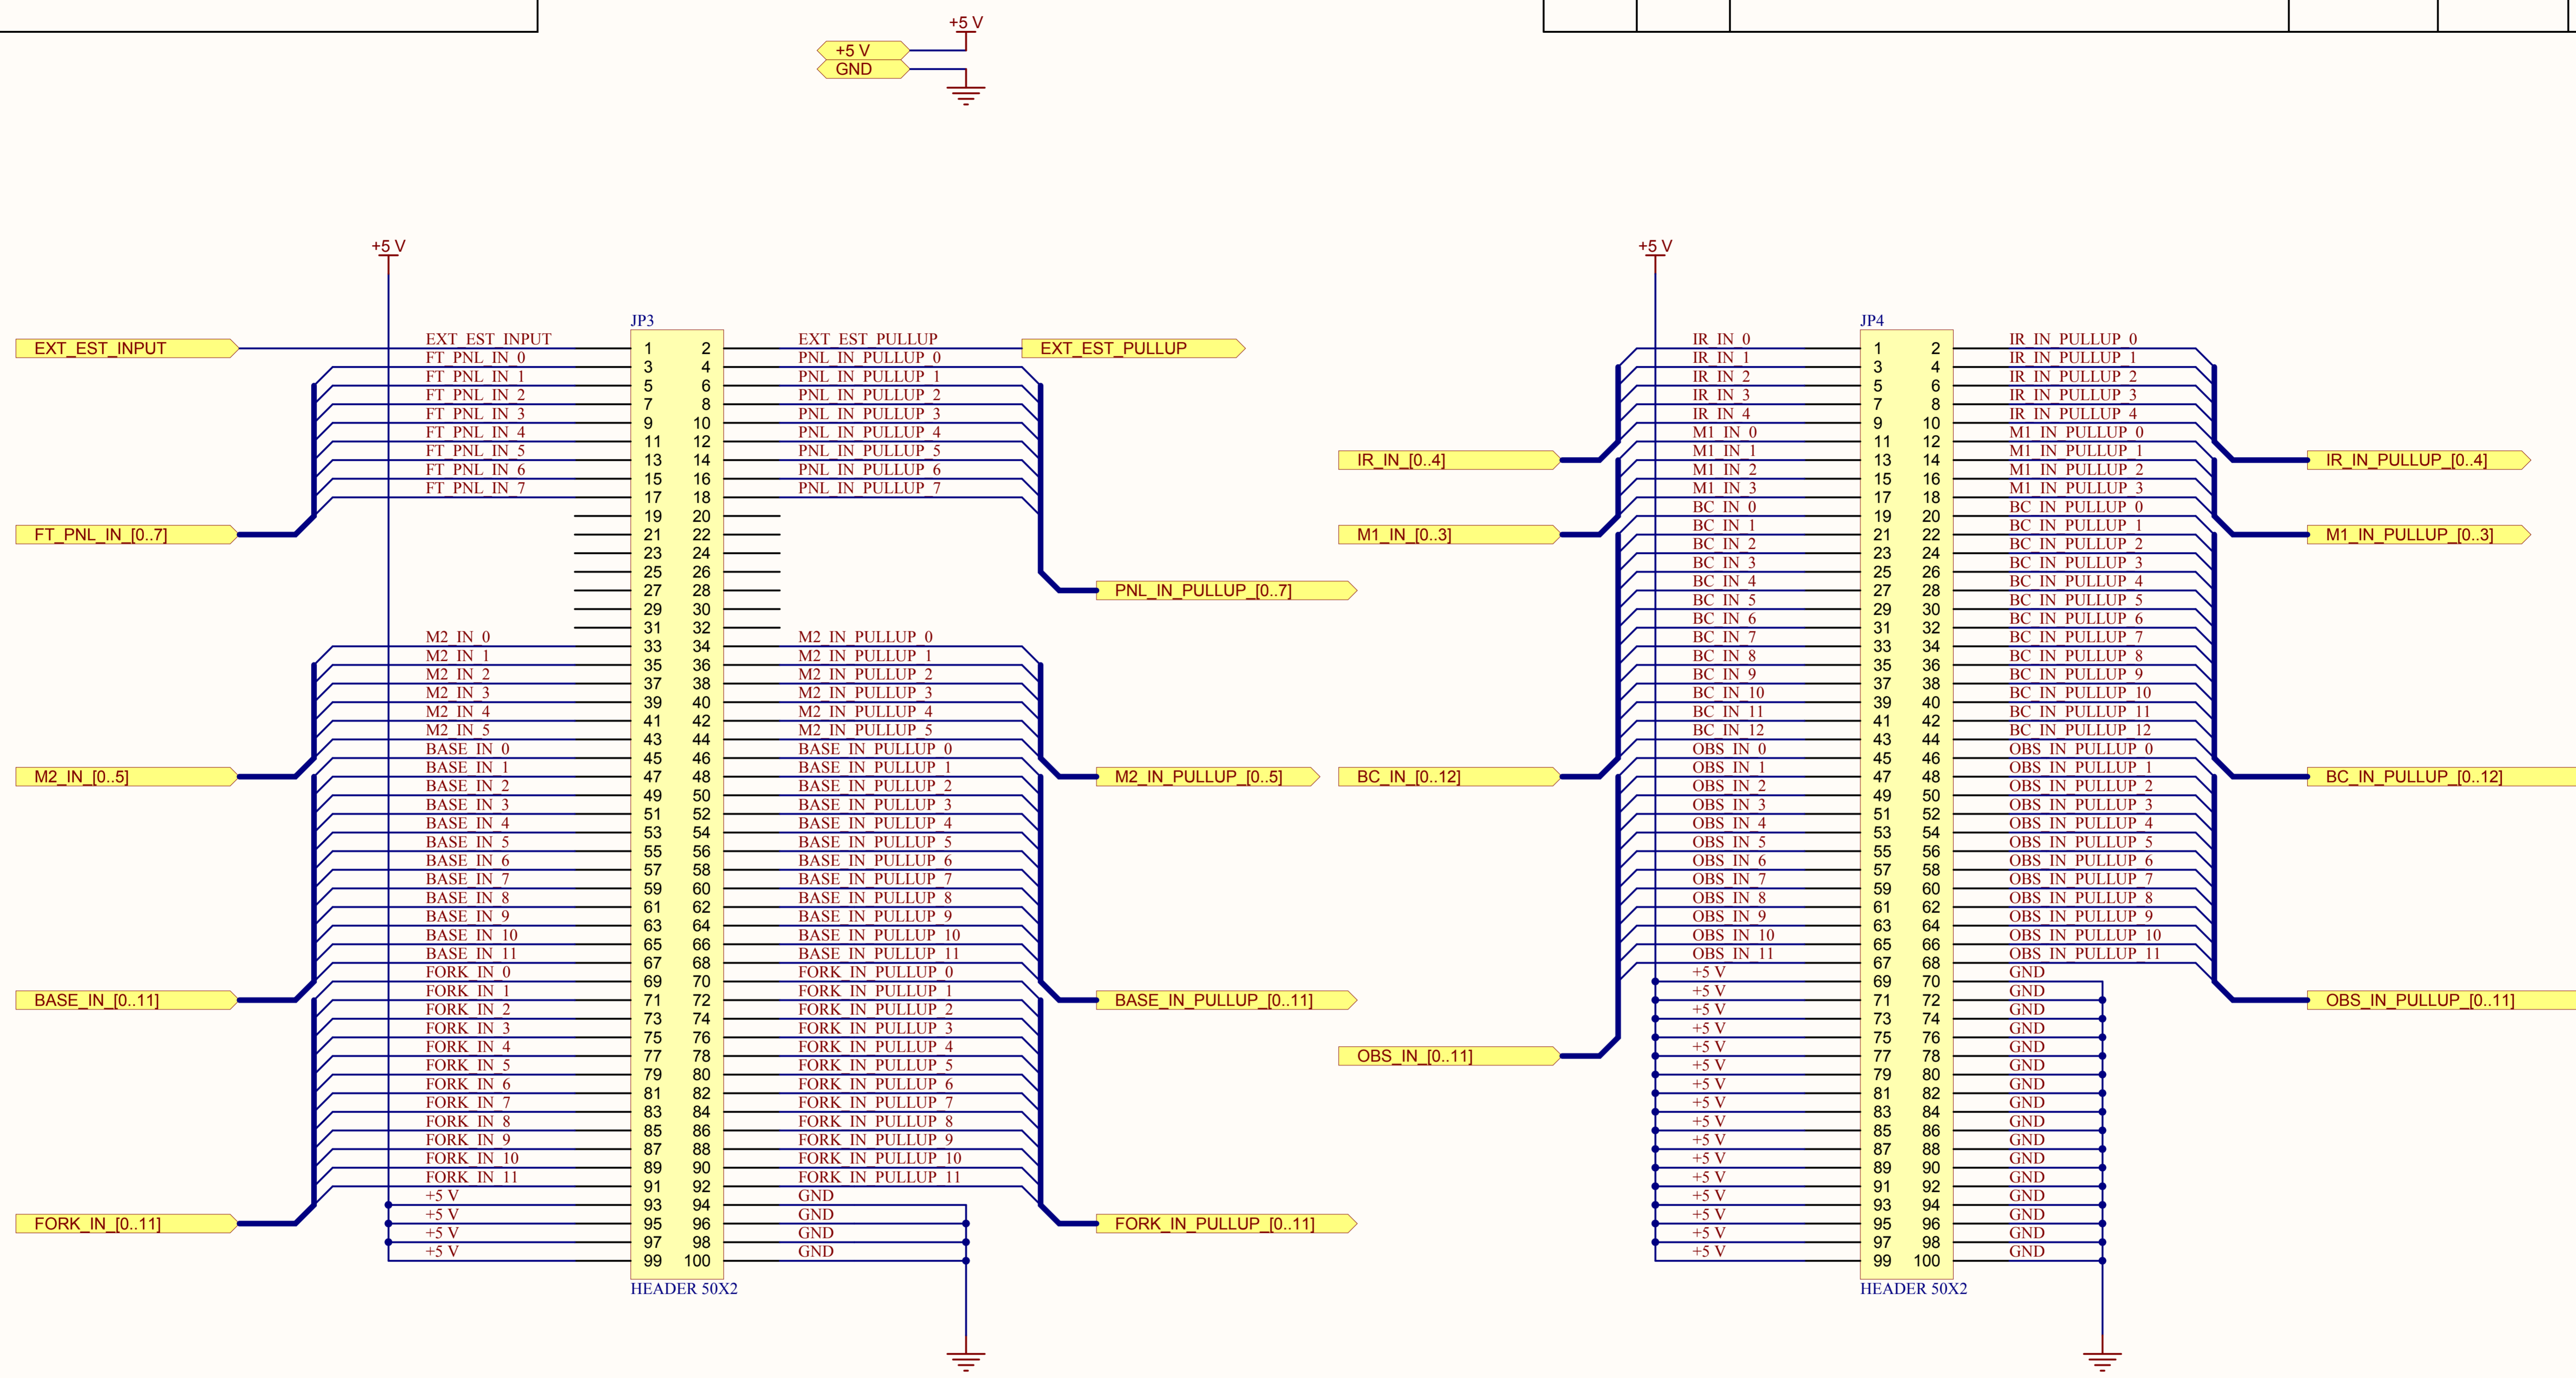 +5 V
+5 V
GND
+5 V
JP3
EXT_EST_INPUT EXT_EST_INPUT 1 2 EXT_EST_PULLUP EXT_EST_PULLUP
FT_PNL_IN_0 3 4 PNL_IN_PULLUP_0
FT_PNL_IN_1 5 6 PNL_IN_PULLUP_1
FT_PNL_IN_2 7 8 PNL_IN_PULLUP_2
FT_PNL_IN_3 9 10 PNL_IN_PULLUP_3
FT_PNL_IN_4 11 12 PNL_IN_PULLUP_4
FT_PNL_IN_5 13 14 PNL_IN_PULLUP_5
FT_PNL_IN_6 15 16 PNL_IN_PULLUP_6
FT_PNL_IN_7 17 18 PNL_IN_PULLUP_7
19 20
FT_PNL_IN_[0..7] 21 22
23 24
25 26
27 28 PNL_IN_PULLUP_[0..7]
29 30
31 32
M2_IN_0 33 34 M2_IN_PULLUP_0
M2_IN_1 35 36 M2_IN_PULLUP_1
M2_IN_2 37 38 M2_IN_PULLUP_2
M2_IN_3 39 40 M2_IN_PULLUP_3
M2_IN_4 41 42 M2_IN_PULLUP_4
M2_IN_5 43 44 M2_IN_PULLUP_5
BASE_IN_0 45 46 BASE_IN_PULLUP_0
M2_IN_[0..5] BASE_IN_1 47 48 BASE_IN_PULLUP_1 M2_IN_PULLUP_[0..5]
BASE_IN_2 49 50 BASE_IN_PULLUP_2
BASE_IN_3 51 52 BASE_IN_PULLUP_3
BASE_IN_4 53 54 BASE_IN_PULLUP_4
BASE_IN_5 55 56 BASE_IN_PULLUP_5
BASE_IN_6 57 58 BASE_IN_PULLUP_6
BASE_IN_7 59 60 BASE_IN_PULLUP_7
BASE_IN_8 61 62 BASE_IN_PULLUP_8
BASE_IN_9 63 64 BASE_IN_PULLUP_9
BASE_IN_10 65 66 BASE_IN_PULLUP_10
BASE_IN_11 67 68 BASE_IN_PULLUP_11
FORK_IN_0 69 70 FORK_IN_PULLUP_0
BASE_IN_[0..11] FORK_IN_1 71 72 FORK_IN_PULLUP_1 BASE_IN_PULLUP_[0..11]
FORK_IN_2 73 74 FORK_IN_PULLUP_2
FORK_IN_3 75 76 FORK_IN_PULLUP_3
FORK_IN_4 77 78 FORK_IN_PULLUP_4
FORK_IN_5 79 80 FORK_IN_PULLUP_5
FORK_IN_6 81 82 FORK_IN_PULLUP_6
FORK_IN_7 83 84 FORK_IN_PULLUP_7
FORK_IN_8 85 86 FORK_IN_PULLUP_8
FORK_IN_9 87 88 FORK_IN_PULLUP_9
FORK_IN_10 89 90 FORK_IN_PULLUP_10
FORK_IN_11 91 92 FORK_IN_PULLUP_11
+5 V 93 94 GND
FORK_IN_[0..11] +5 V 95 96 GND FORK_IN_PULLUP_[0..11]
+5 V 97 98 GND
+5 V 99 100 GND
HEADER 50X2
+5 V
JP4
IR_IN_0 1 2 IR_IN_PULLUP_0
IR_IN_1 3 4 IR_IN_PULLUP_1
IR_IN_2 5 6 IR_IN_PULLUP_2
IR_IN_3 7 8 IR_IN_PULLUP_3
IR_IN_4 9 10 IR_IN_PULLUP_4
M1_IN_0 11 12 M1_IN_PULLUP_0
IR_IN_[0..4] M1_IN_1 13 14 M1_IN_PULLUP_1 IR_IN_PULLUP_[0..4]
M1_IN_2 15 16 M1_IN_PULLUP_2
M1_IN_3 17 18 M1_IN_PULLUP_3
BC_IN_0 19 20 BC_IN_PULLUP_0
M1_IN_[0..3] BC_IN_1 21 22 BC_IN_PULLUP_1 M1_IN_PULLUP_[0..3]
BC_IN_2 23 24 BC_IN_PULLUP_2
BC_IN_3 25 26 BC_IN_PULLUP_3
BC_IN_4 27 28 BC_IN_PULLUP_4
BC_IN_5 29 30 BC_IN_PULLUP_5
BC_IN_6 31 32 BC_IN_PULLUP_6
BC_IN_7 33 34 BC_IN_PULLUP_7
BC_IN_8 35 36 BC_IN_PULLUP_8
BC_IN_9 37 38 BC_IN_PULLUP_9
BC_IN_10 39 40 BC_IN_PULLUP_10
BC_IN_11 41 42 BC_IN_PULLUP_11
BC_IN_12 43 44 BC_IN_PULLUP_12
OBS_IN_0 45 46 OBS_IN_PULLUP_0
BC_IN_[0..12] OBS_IN_1 47 48 OBS_IN_PULLUP_1 BC_IN_PULLUP_[0..12]
OBS_IN_2 49 50 OBS_IN_PULLUP_2
OBS_IN_3 51 52 OBS_IN_PULLUP_3
OBS_IN_4 53 54 OBS_IN_PULLUP_4
OBS_IN_5 55 56 OBS_IN_PULLUP_5
OBS_IN_6 57 58 OBS_IN_PULLUP_6
OBS_IN_7 59 60 OBS_IN_PULLUP_7
OBS_IN_8 61 62 OBS_IN_PULLUP_8
OBS_IN_9 63 64 OBS_IN_PULLUP_9
OBS_IN_10 65 66 OBS_IN_PULLUP_10
OBS_IN_11 67 68 OBS_IN_PULLUP_11
+5 V 69 70 GND
+5 V 71 72 GND OBS_IN_PULLUP_[0..11]
+5 V 73 74 GND
+5 V 75 76 GND
OBS_IN_[0..11] +5 V 77 78 GND
+5 V 79 80 GND
+5 V 81 82 GND
+5 V 83 84 GND
+5 V 85 86 GND
+5 V 87 88 GND
+5 V 89 90 GND
+5 V 91 92 GND
+5 V 93 94 GND
+5 V 95 96 GND
+5 V 97 98 GND
+5 V 99 100 GND
HEADER 50X2